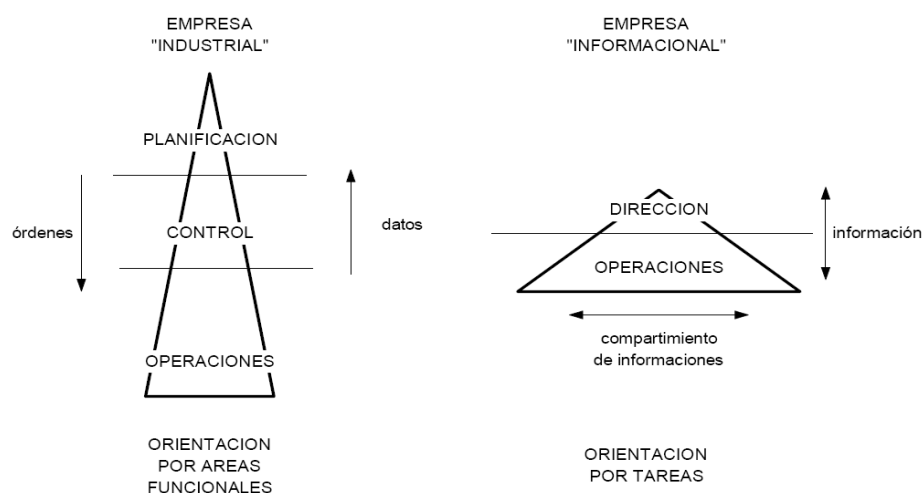 EMPRESA
"INDUSTRIAL"
PLANIFICACION
órdenes
CONTROL
datos
OPERACIONES
ORIENTACION
POR AREAS
FUNCIONALES
EMPRESA
"INFORMACIONAL"
DIRECCION
información
OPERACIONES
compartimiento
de informaciones
ORIENTACION
POR TAREAS